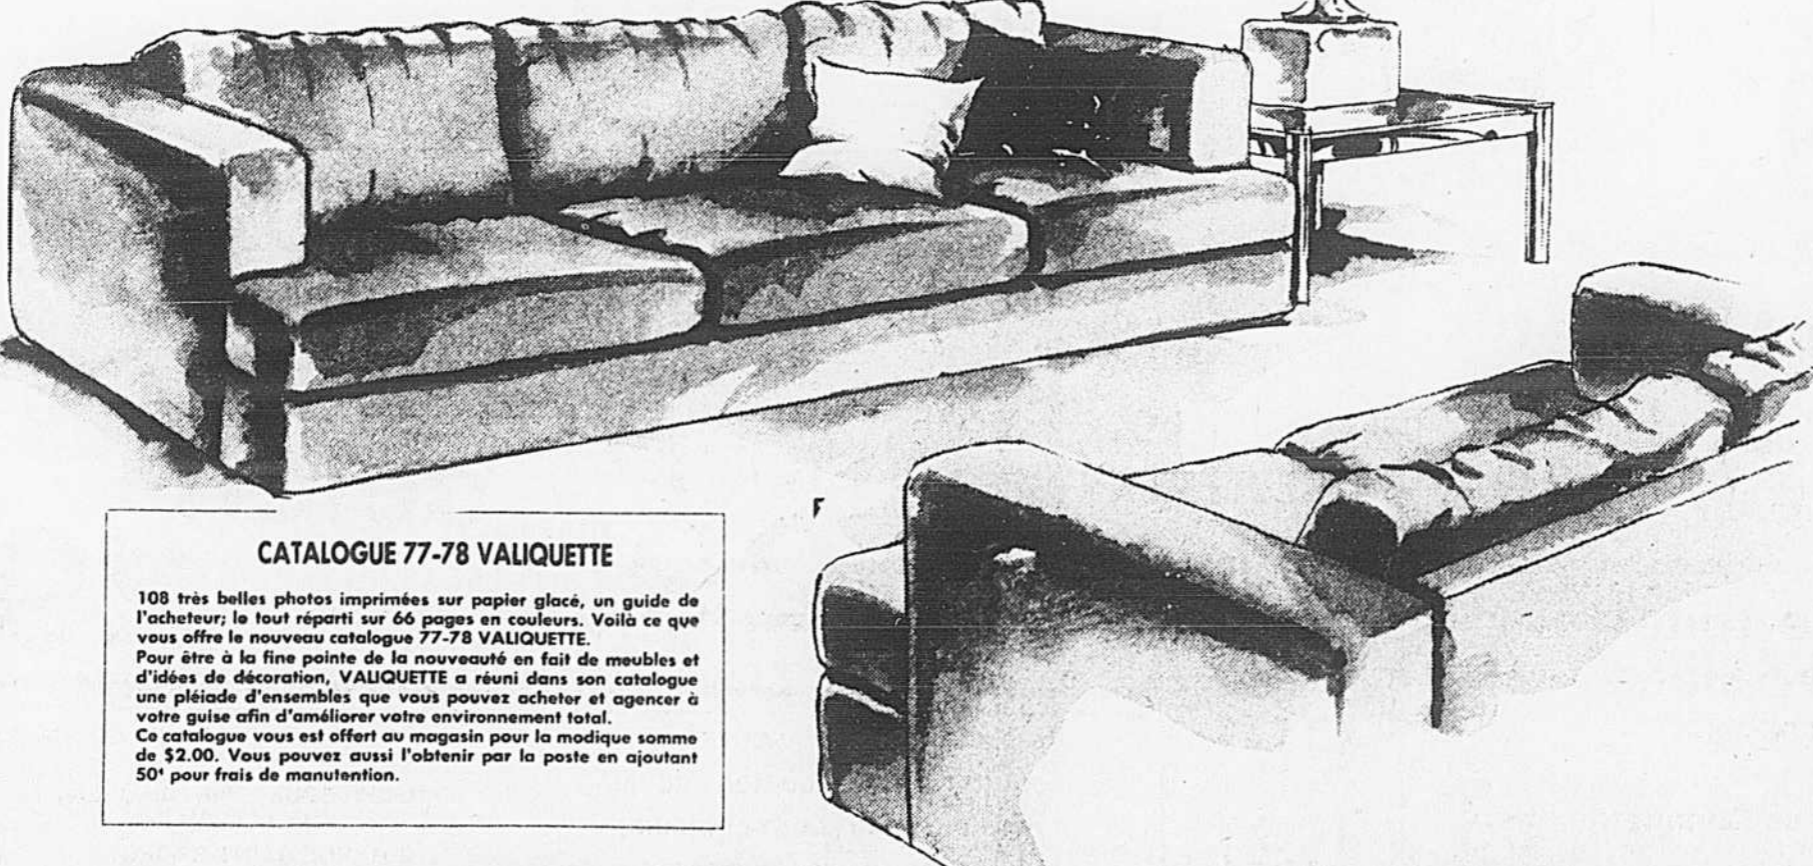 CATALOGUE 77-78 VALIQUETTE
108 très belles photos imprimées sur papier glacé, un guide de
l'acheteur; le tout réparti sur 66 pages en couleurs. Voilà ce que
vous offre le nouveau catalogue 77-78 VALIQUETTE.
Pour être à la fine pointe de la nouveauté en fait de meubles et
d'idées de décoration, VALIQUETTE a réuni dans son catalogue
une pléiade d'ensembles que vous pouvez acheter et agencer à
votre guise afin d'améliorer votre environnement total.
Ce catalogue vous est offert au magasin pour la modique somme
de $2.00. Vous pouvez aussi l'obtenir par la poste en ajoutant
50¢ pour frais de manutention.